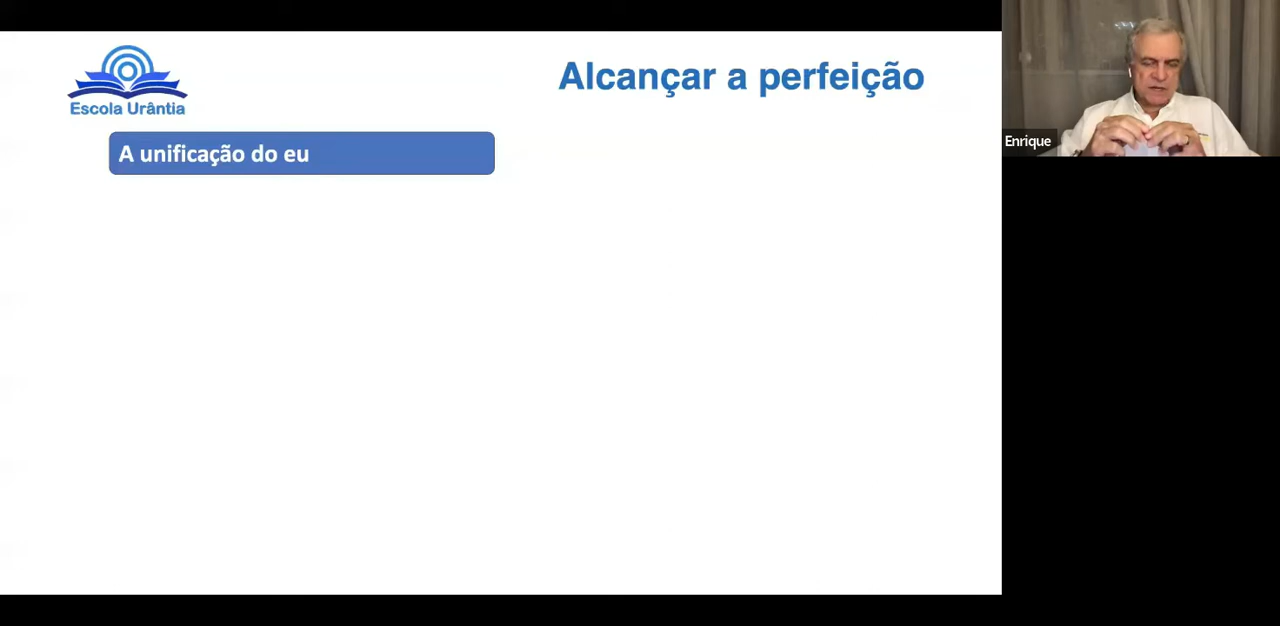 Alcançar a perfeição
Escola Urântia
A unificação do eu
Enrique